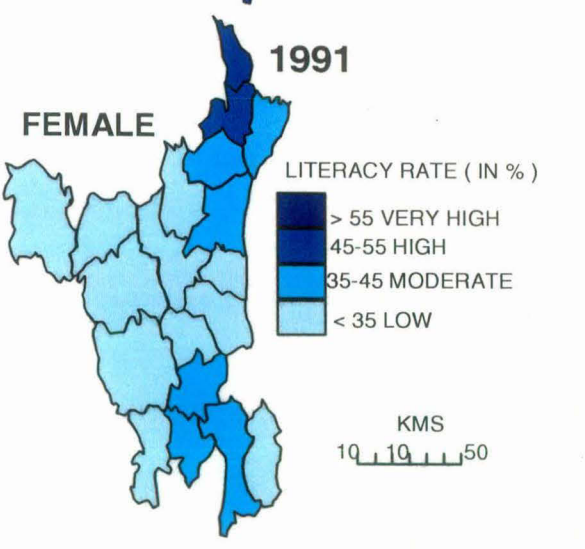 1991
FEMALE
LITERACY RATE ( IN % )
> 55 VERY HIGH
45-55 HIGH
35-45 MODERATE
< 35 LOW
KMS
10 10 50